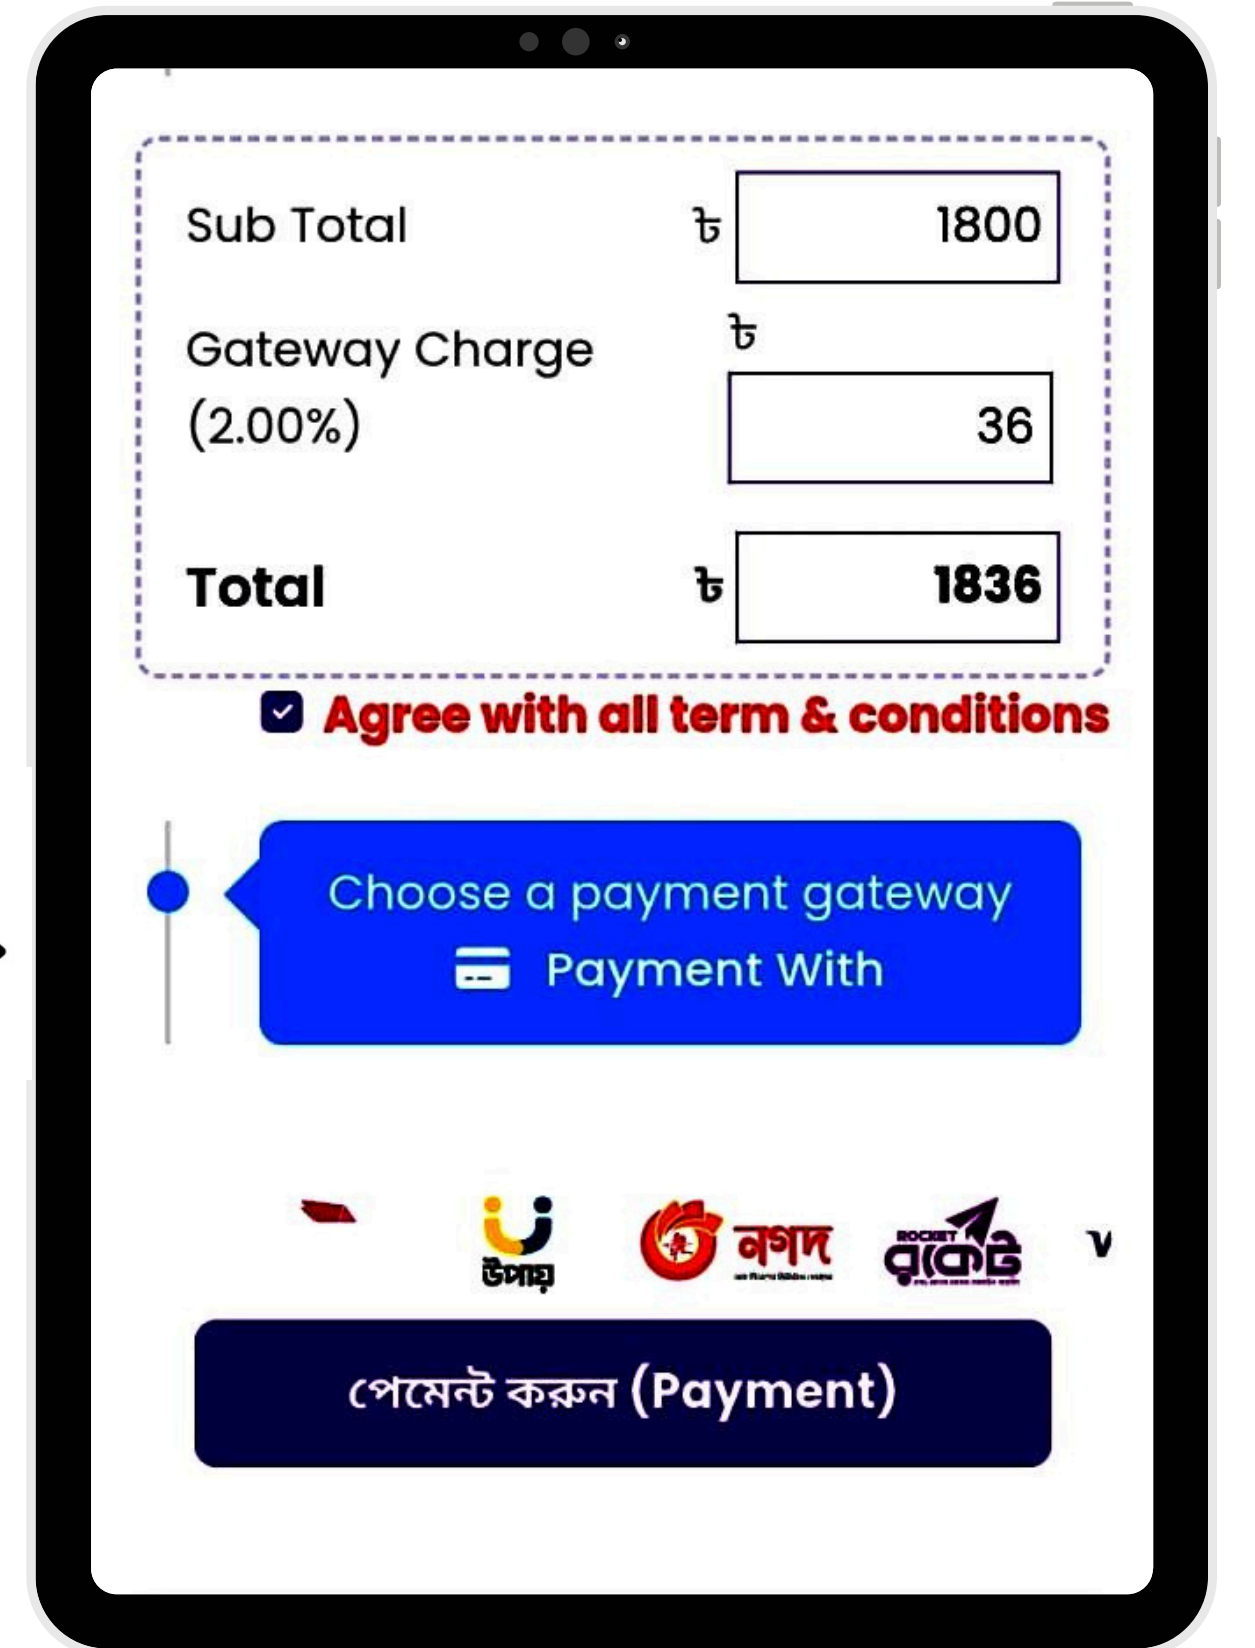 Sub Total ৳ 1800
৳
Gateway Charge
(2.00%) 36
Total ৳ 1836
Agree with all term & conditions
Choose a payment gateway
Payment With
উপায় নগদ ROCKET রকেট
পেমেন্ট করুন (Payment)